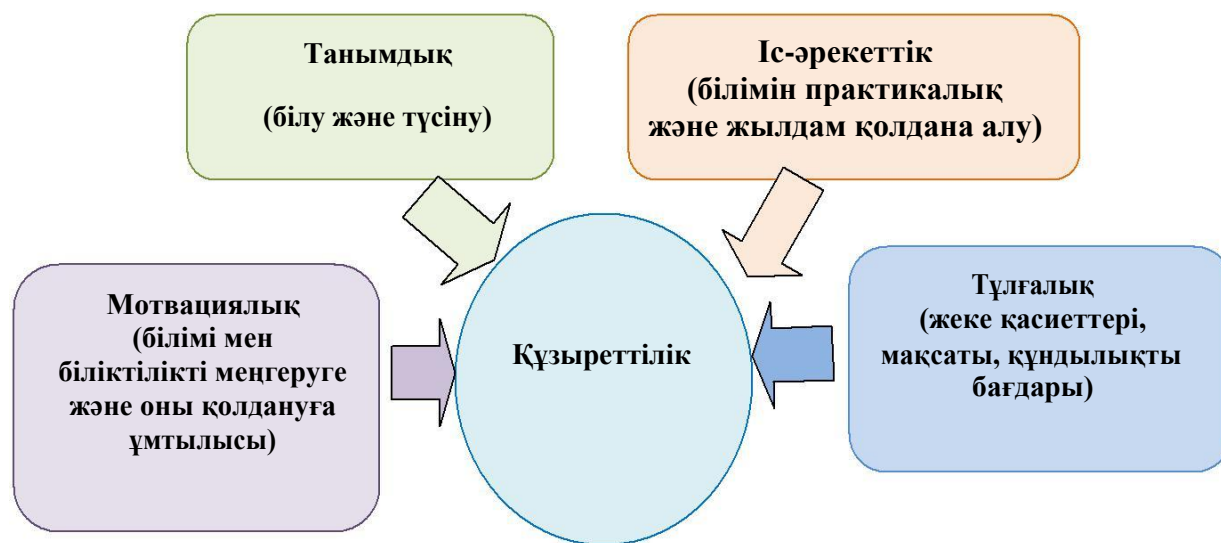 Танымдық
(білу және түсіну)
Іс-әрекеттік
(білімін практикалық
және жылдам қолдана алу)
Мотвациялық
(білімі мен
біліктілікті меңгеруге
және оны қолдануға
ұмтылысы)
Құзыреттілік
Тұлғалық
(жеке қасиеттері,
мақсаты, құндылықты
бағдары)